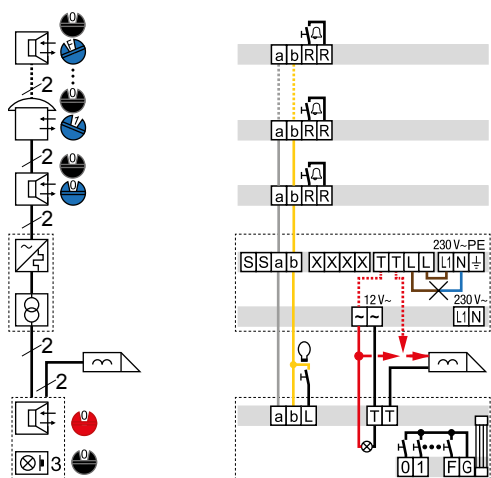 0
F
2
0
1
2
0
0
2
2
2
0
3
0
a b R R
a b R R
a b R R
230 V~ PE
S S a b X X X X T T L L L1 N
12 V~
230 V~
~ ~
L1 N
a b L
T T
0 1 F G